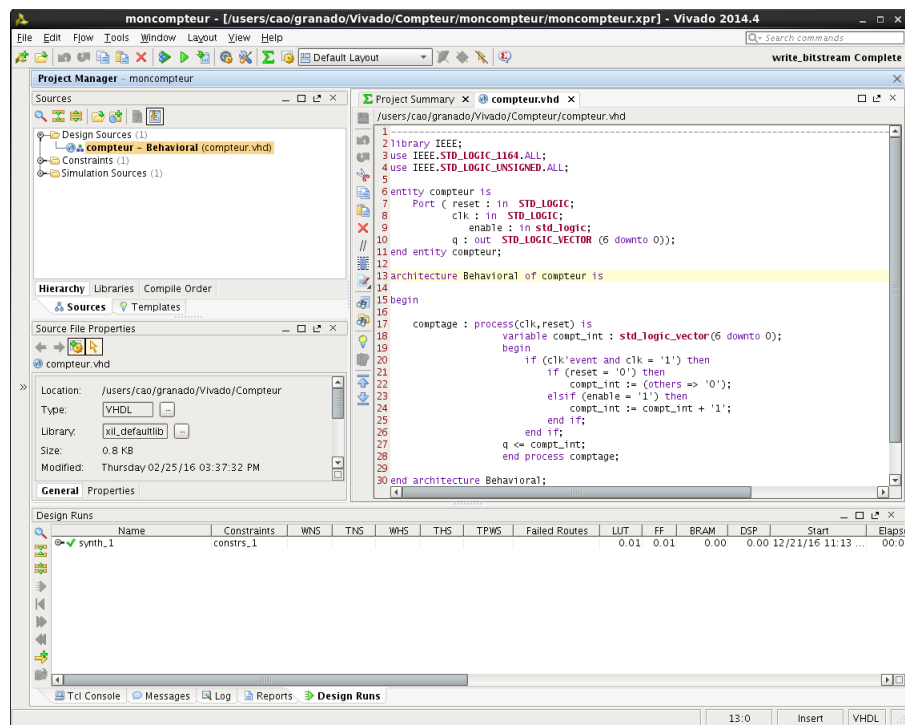 moncompteur - [/users/cao/granado/Vivado/Compteur/moncompteur/moncompteur.xpr] - Vivado 2014.4
File Edit Flow Tools Window Layout View Help
Search commands
Default Layout
write_bitstream Complete
Project Manager - moncompteur
Sources
Design Sources (1)
compteur - Behavioral (compteur.vhd)
Constraints (1)
Simulation Sources (1)
Hierarchy Libraries Compile Order
Sources Templates
Source File Properties
compteur.vhd
Location: /users/cao/granado/Vivado/Compteur
Type: VHDL
Library: xil_defaultlib
Size: 0.8 KB
Modified: Thursday 02/25/16 03:37:32 PM
General Properties
Project Summary compteur.vhd
/users/cao/granado/Vivado/Compteur/compteur.vhd
1 ----------------------------------------------------------------------------------
2 library IEEE;
3 use IEEE.STD_LOGIC_1164.ALL;
4 use IEEE.STD_LOGIC_UNSIGNED.ALL;
5
6 entity compteur is
7 Port ( reset : in STD_LOGIC;
8 clk : in STD_LOGIC;
9 enable : in std_logic;
10 q : out STD_LOGIC_VECTOR (6 downto 0));
11 end entity compteur;
12
13 architecture Behavioral of compteur is
14
15 begin
16
17 comptage : process(clk,reset) is
18 variable compt_int : std_logic_vector(6 downto 0);
19 begin
20 if (clk'event and clk = '1') then
21 if (reset = '0') then
22 compt_int := (others => '0');
23 elsif (enable = '1') then
24 compt_int := compt_int + '1';
25 end if;
26 end if;
27 q <= compt_int;
28 end process comptage;
29
30 end architecture Behavioral;
Design Runs
Name Constraints WNS TNS WHS THS TPWS Failed Routes LUT FF BRAM DSP Start Elapse
synth_1 constrs_1 0.01 0.01 0.00 0.00 12/21/16 11:13 ... 00:0
Tcl Console Messages Log Reports Design Runs
13:0 Insert VHDL